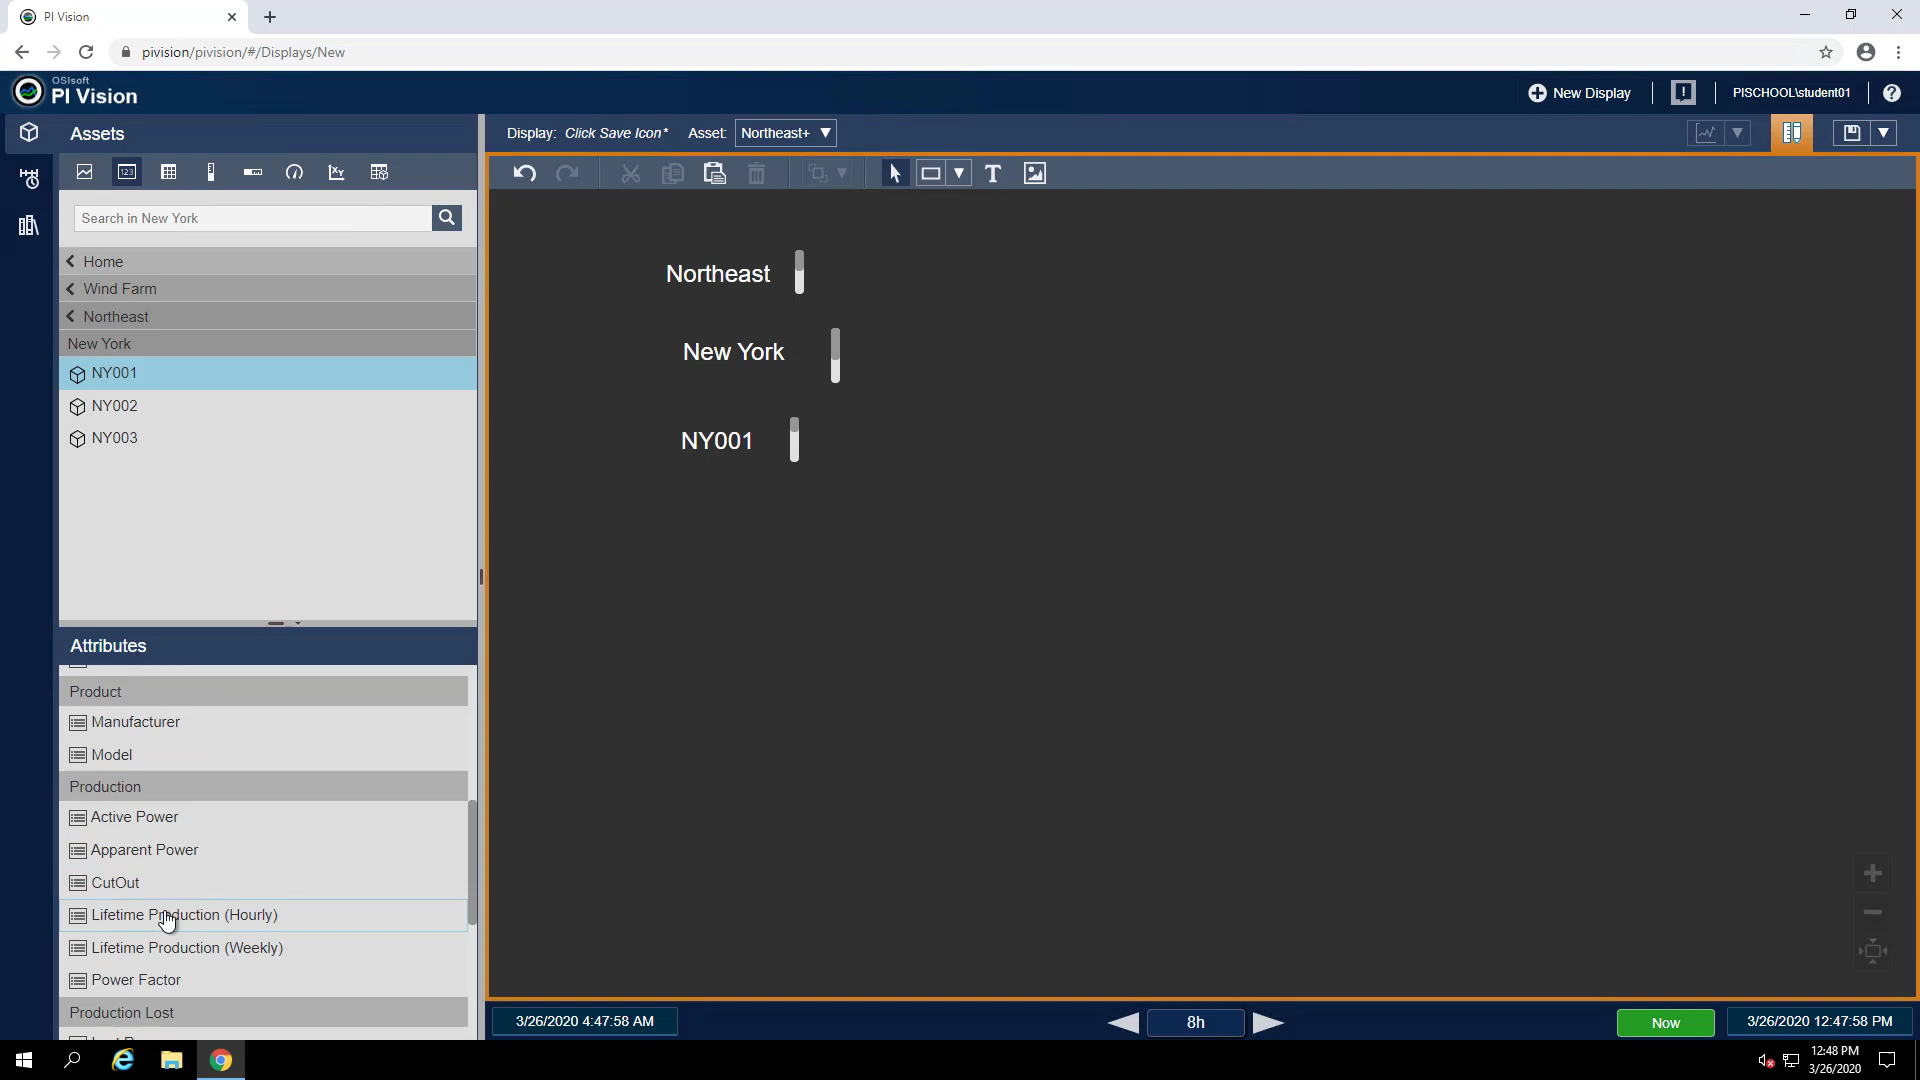 PI Vision
pivision/pivision/#/Displays/New
OSIsoft
PI Vision
New Display
PISCHOOL\student01
Assets
Display: Click Save Icon* Asset: Northeast+
123
Search in New York
Home
Wind Farm
Northeast
New York
NY001
NY002
NY003
Northeast
New York
NY001
Attributes
Product
Manufacturer
Model
Production
Active Power
Apparent Power
CutOut
Lifetime Production (Hourly)
Lifetime Production (Weekly)
Power Factor
Production Lost
3/26/2020 4:47:58 AM
8h
Now
3/26/2020 12:47:58 PM
12:48 PM
3/26/2020